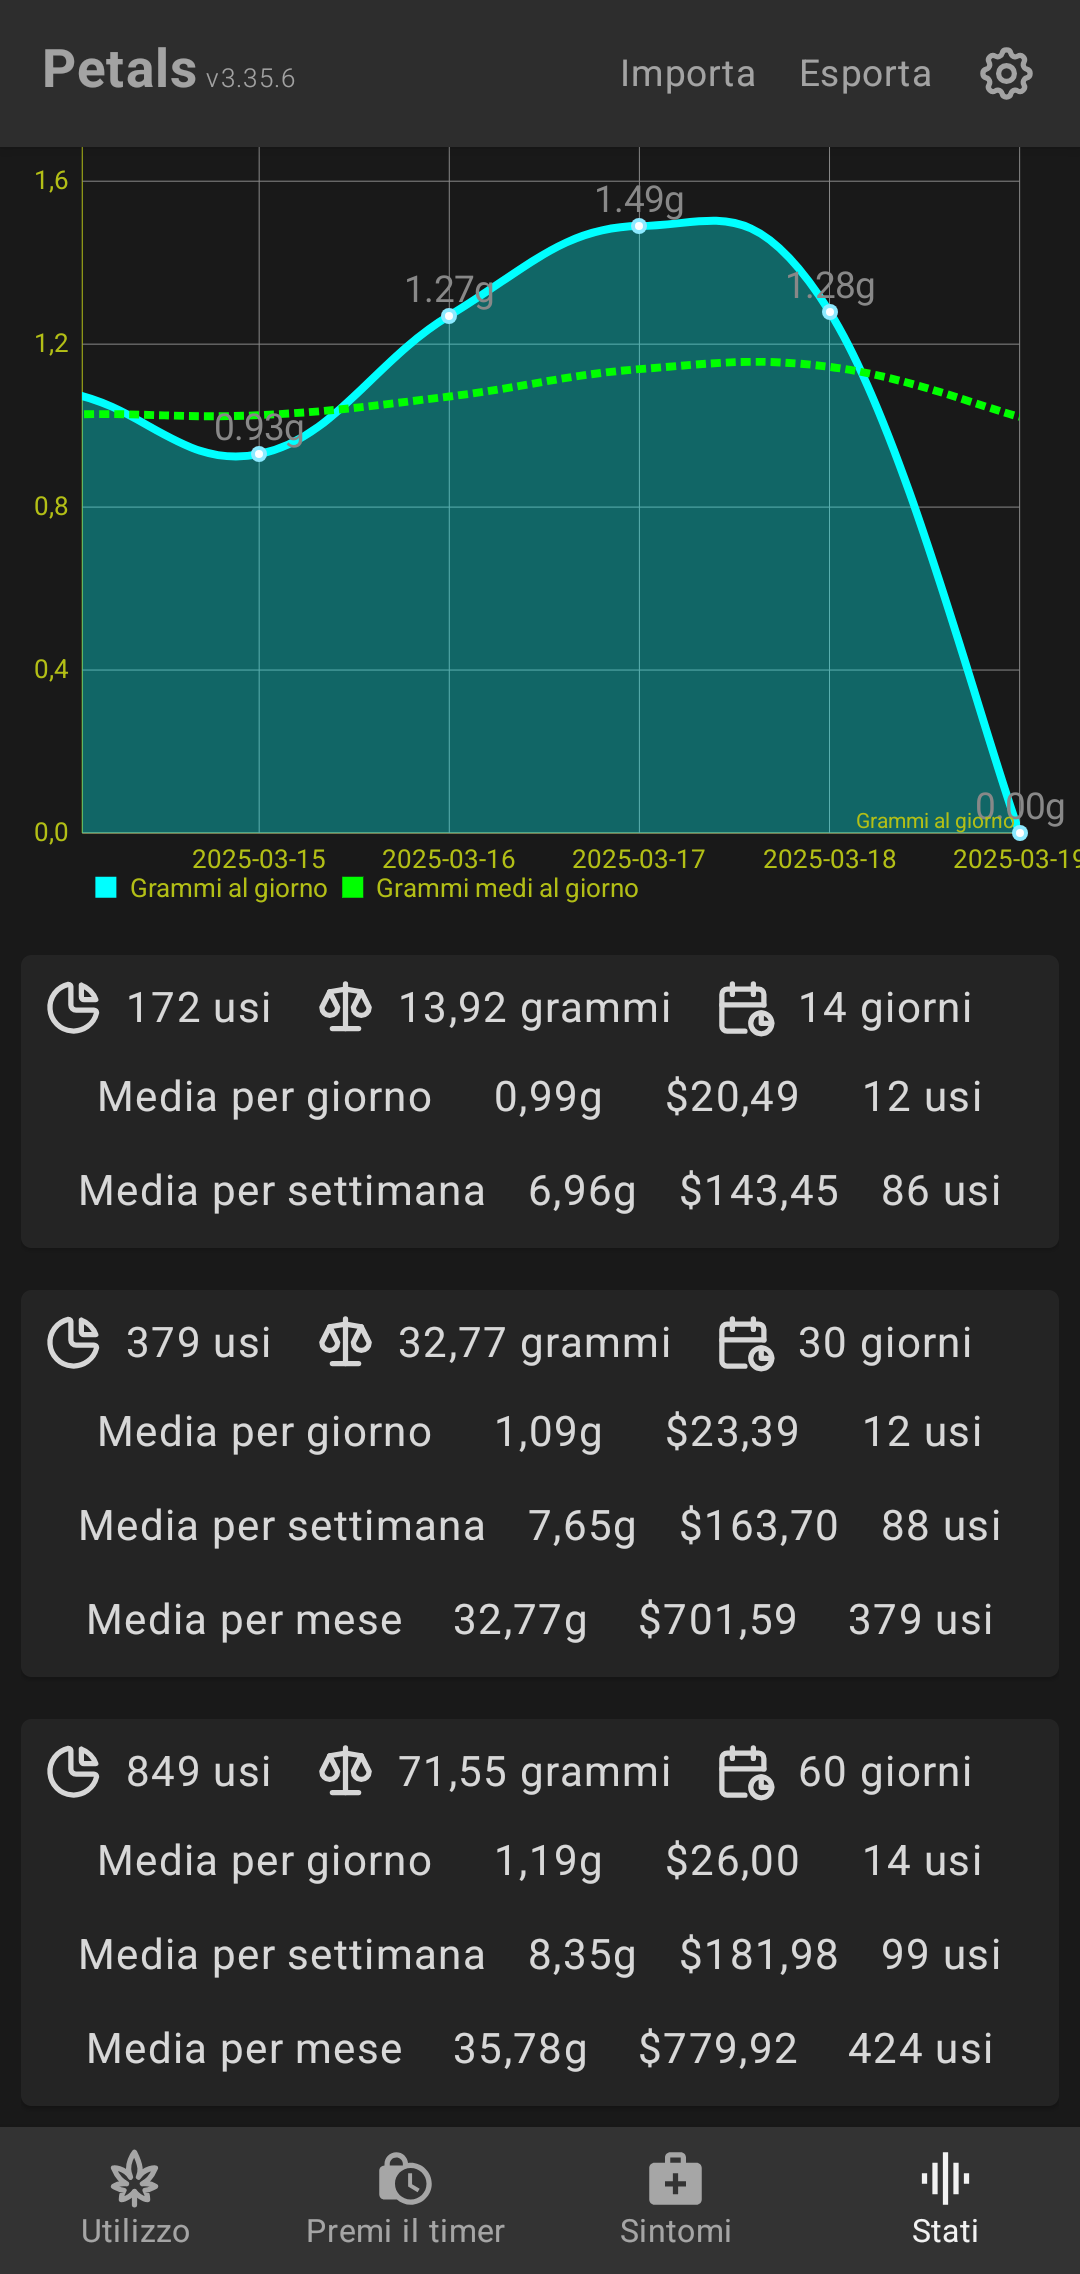 Petals v3.35.6 Importa Esporta
1,6
1.49g
1.27g
1.28g
1,2
0.93g
0,8
0,4
0.00g
Grammi al giorno
0,0
2025-03-15 2025-03-16 2025-03-17 2025-03-18 2025-03-19
Grammi al giorno Grammi medi al giorno
172 usi 13,92 grammi 14 giorni
Media per giorno 0,99g $20,49 12 usi
Media per settimana 6,96g $143,45 86 usi
379 usi 32,77 grammi 30 giorni
Media per giorno 1,09g $23,39 12 usi
Media per settimana 7,65g $163,70 88 usi
Media per mese 32,77g $701,59 379 usi
849 usi 71,55 grammi 60 giorni
Media per giorno 1,19g $26,00 14 usi
Media per settimana 8,35g $181,98 99 usi
Media per mese 35,78g $779,92 424 usi
Utilizzo Premi il timer Sintomi Stati